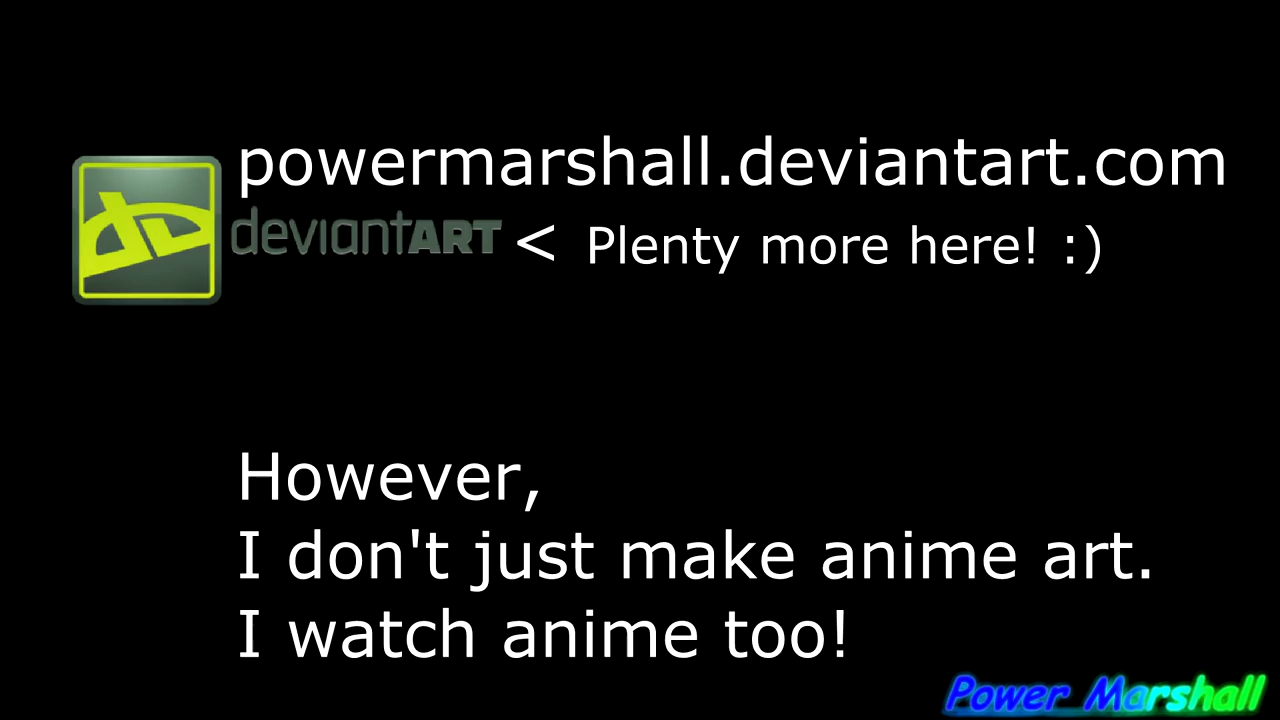 powermarshall.deviantart.com
deviantART < Plenty more here! :)
However,
I don't just make anime art.
I watch anime too!
Power Marshall